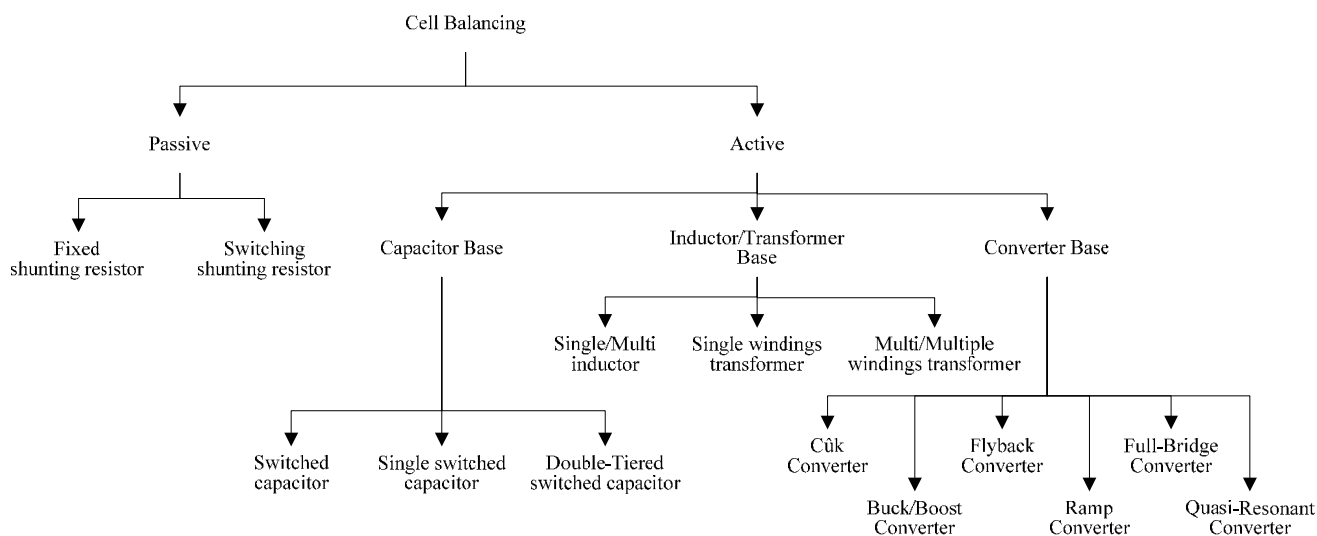 Cell Balancing
Passive
Active
Fixed
shunting resistor
Switching
shunting resistor
Capacitor Base
Inductor/Transformer
Base
Converter Base
Single/Multi
inductor
Single windings
transformer
Multi/Multiple
windings transformer
Switched
capacitor
Single switched
capacitor
Double-Tiered
switched capacitor
Cûk
Converter
Flyback
Converter
Full-Bridge
Converter
Buck/Boost
Converter
Ramp
Converter
Quasi-Resonant
Converter